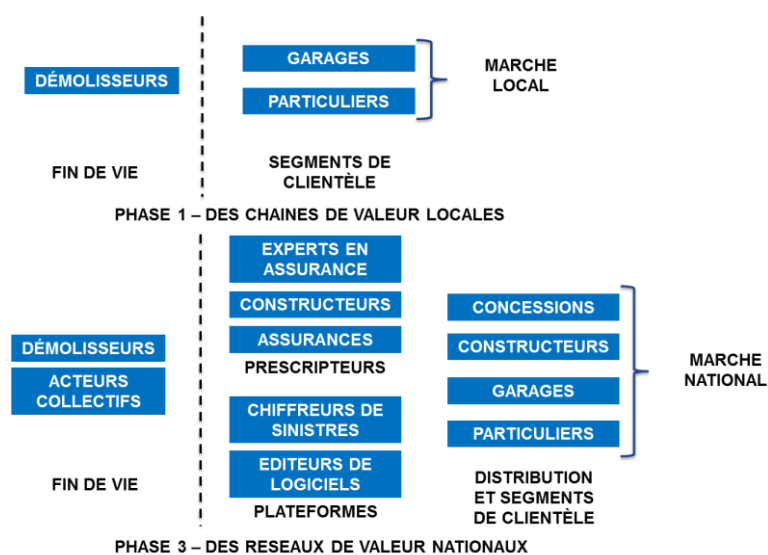 DÉMOLISSEURS
FIN DE VIE
GARAGES
PARTICULIERS
SEGMENTS DE
CLIENTÈLE
MARCHE
LOCAL
PHASE 1 – DES CHAINES DE VALEUR LOCALES
DÉMOLISSEURS
ACTEURS
COLLECTIFS
FIN DE VIE
EXPERTS EN
ASSURANCE
CONSTRUCTEURS
ASSURANCES
PRESCRIPTEURS
CHIFFREURS DE
SINISTRES
EDITEURS DE
LOGICIELS
PLATEFORMES
CONCESSIONS
CONSTRUCTEURS
GARAGES
PARTICULIERS
DISTRIBUTION
ET SEGMENTS
DE CLIENTÈLE
MARCHE
NATIONAL
PHASE 3 – DES RESEAUX DE VALEUR NATIONAUX